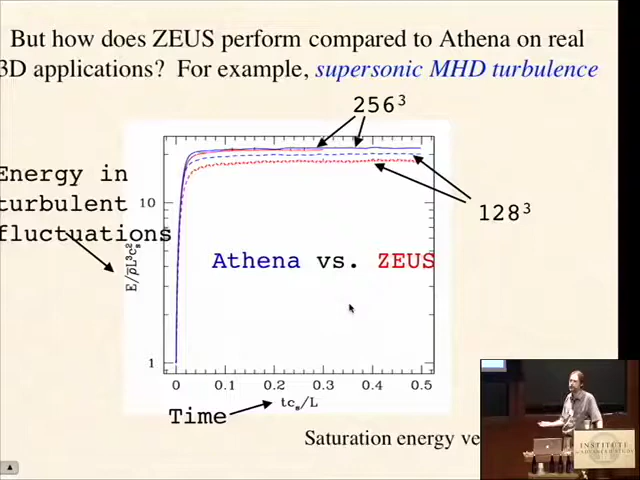 But how does ZEUS perform compared to Athena on real
3D applications? For example, supersonic MHD turbulence
256³
Energy in
turbulent
fluctuations
10
128³
E/ρ̅L³cₛ²
Athena vs. ZEUS
1
0 0.1 0.2 0.3 0.4 0.5
tcₛ/L
Time
Saturation energy ve
INSTITUTE